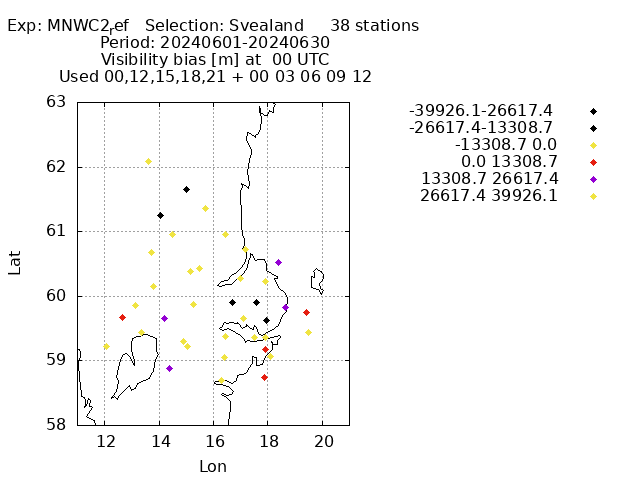 Exp: MNWC2ref   Selection: Svealand     38 stations
Period: 20240601-20240630
Visibility bias [m] at  00 UTC
Used 00,12,15,18,21 + 00 03 06 09 12
-39926.1-26617.4
-26617.4-13308.7
-13308.7 0.0
0.0 13308.7
13308.7 26617.4
26617.4 39926.1
63
62
61
60
59
58
Lat
12 14 16 18 20
Lon